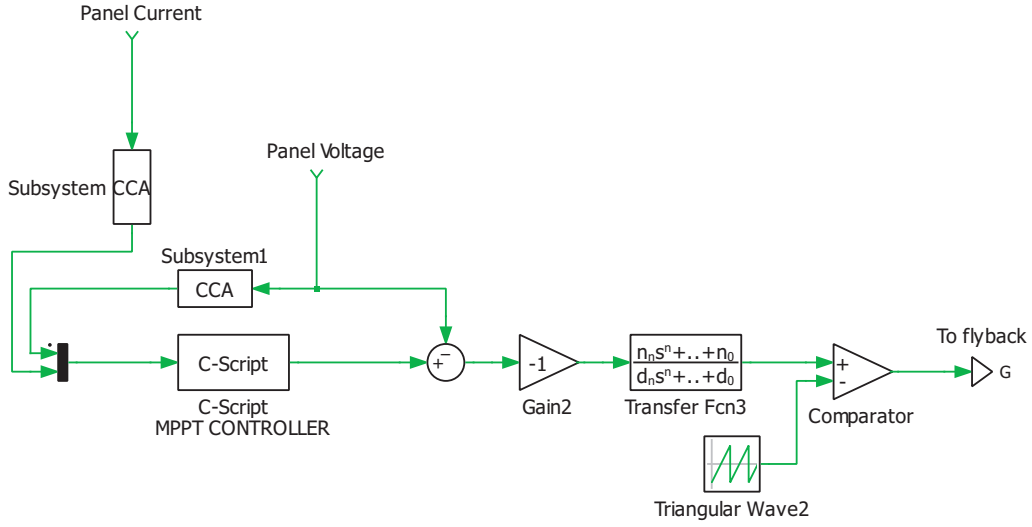 Panel Current
Panel Voltage
Subsystem
CCA
Subsystem1
CCA
C-Script
C-Script
MPPT CONTROLLER
+
−
-1
Gain2
nₙsⁿ+..+n₀
dₙsⁿ+..+d₀
Transfer Fcn3
+
-
Comparator
To flyback
G
Triangular Wave2